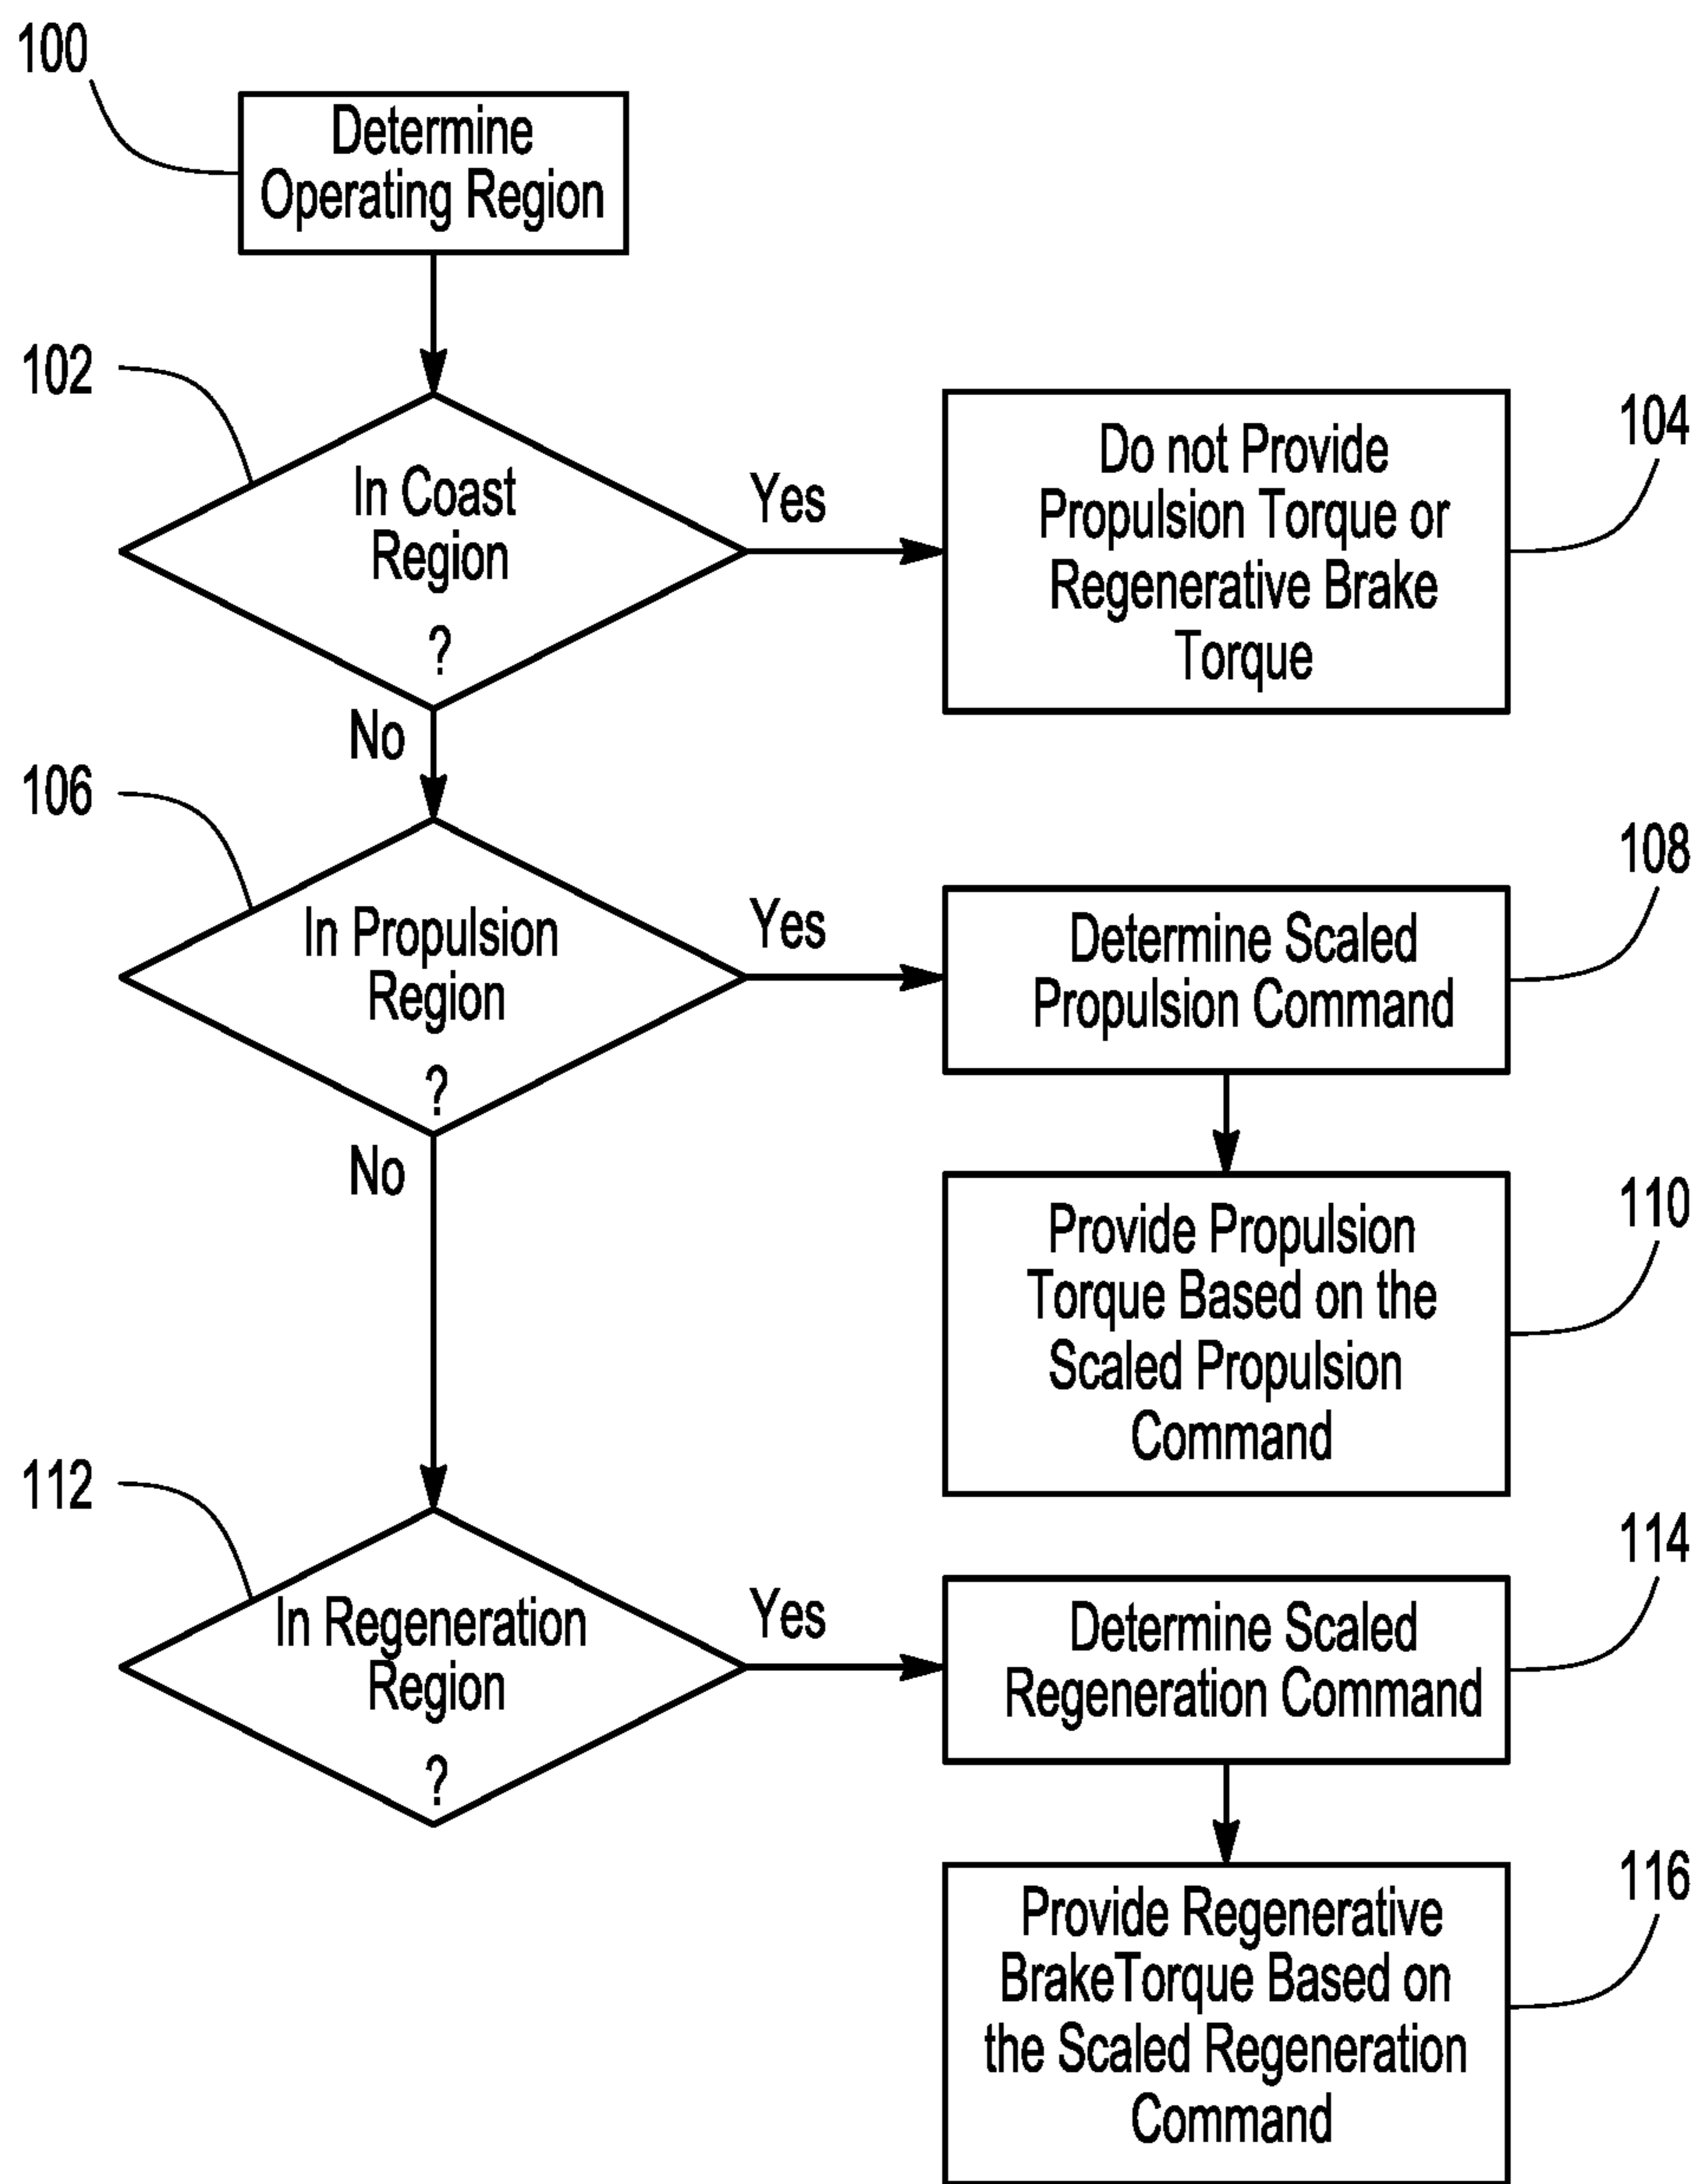 100
Determine
Operating Region
102
In Coast
Region
?
Yes
No
104
Do not Provide
Propulsion Torque or
Regenerative Brake
Torque
106
In Propulsion
Region
?
Yes
No
108
Determine Scaled
Propulsion Command
110
Provide Propulsion
Torque Based on the
Scaled Propulsion
Command
112
In Regeneration
Region
?
Yes
114
Determine Scaled
Regeneration Command
116
Provide Regenerative
BrakeTorque Based on
the Scaled Regeneration
Command